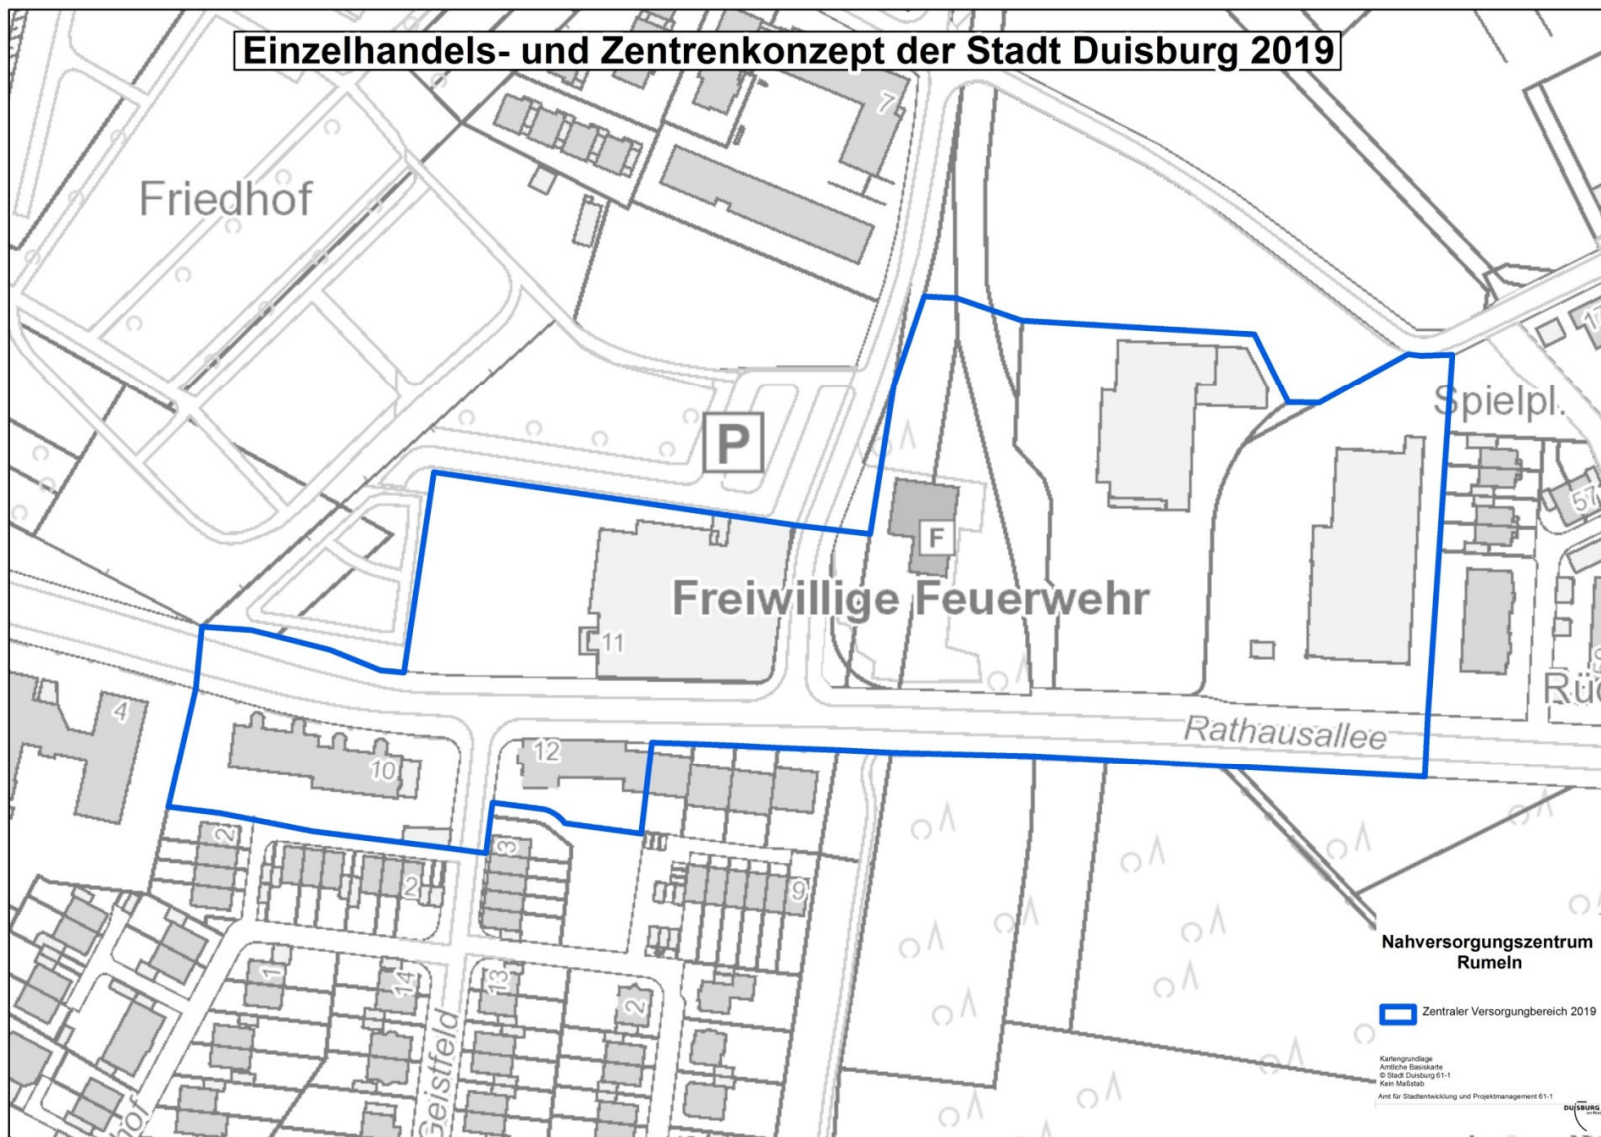 Einzelhandels- und Zentrenkonzept der Stadt Duisburg 2019
7
Friedhof
Spielpl.
P
57
F
Freiwillige Feuerwehr
11
4
Rathausallee
12
10
2
3
2
9
1
14
13
2
Geistfeld
hof
Nahversorgungszentrum
Rumeln
Zentraler Versorgungbereich 2019
Kartengrundlage
Amtliche Basiskarte
© Stadt Duisburg 61-1
Kein Maßstab
Amt für Stadtentwicklung und Projektmanagement 61-1
DUISBURG